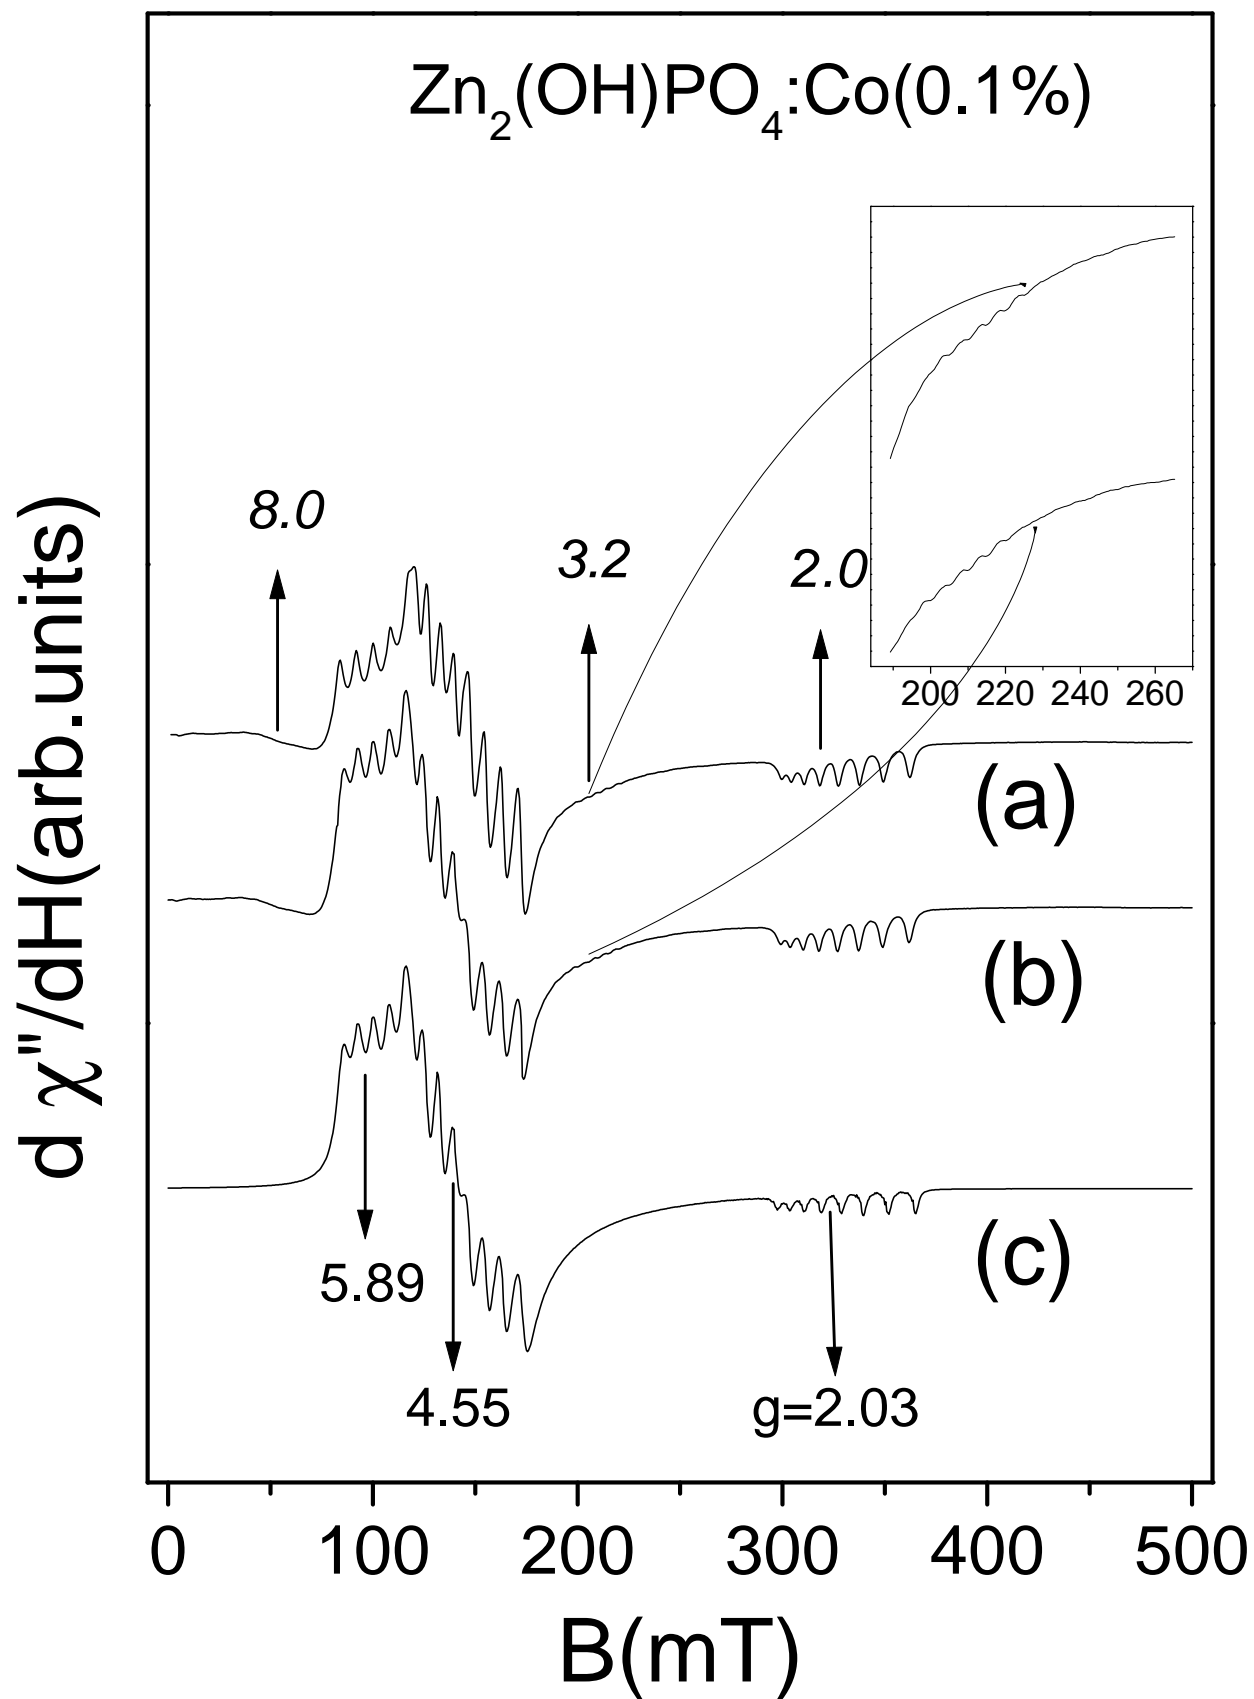 Zn₂(OH)PO₄:Co(0.1%)
8.0
3.2
2.0
200 220 240 260
(a)
(b)
(c)
5.89
4.55
g=2.03
d χ"/dH(arb.units)
0 100 200 300 400 500
B(mT)